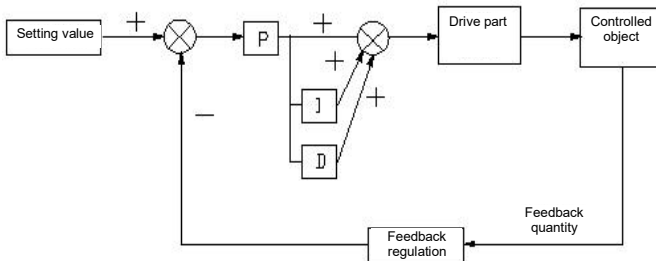 Setting value
+
P
+
+
+
I
D
Drive part
Controlled
object
−
Feedback
quantity
Feedback
regulation